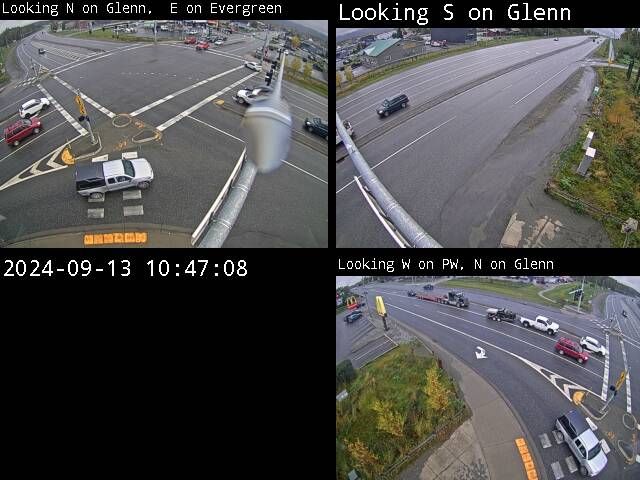 Looking N on Glenn,  E on Evergreen
Looking S on Glenn
2024-09-13 10:47:08
Looking W on PW, N on Glenn